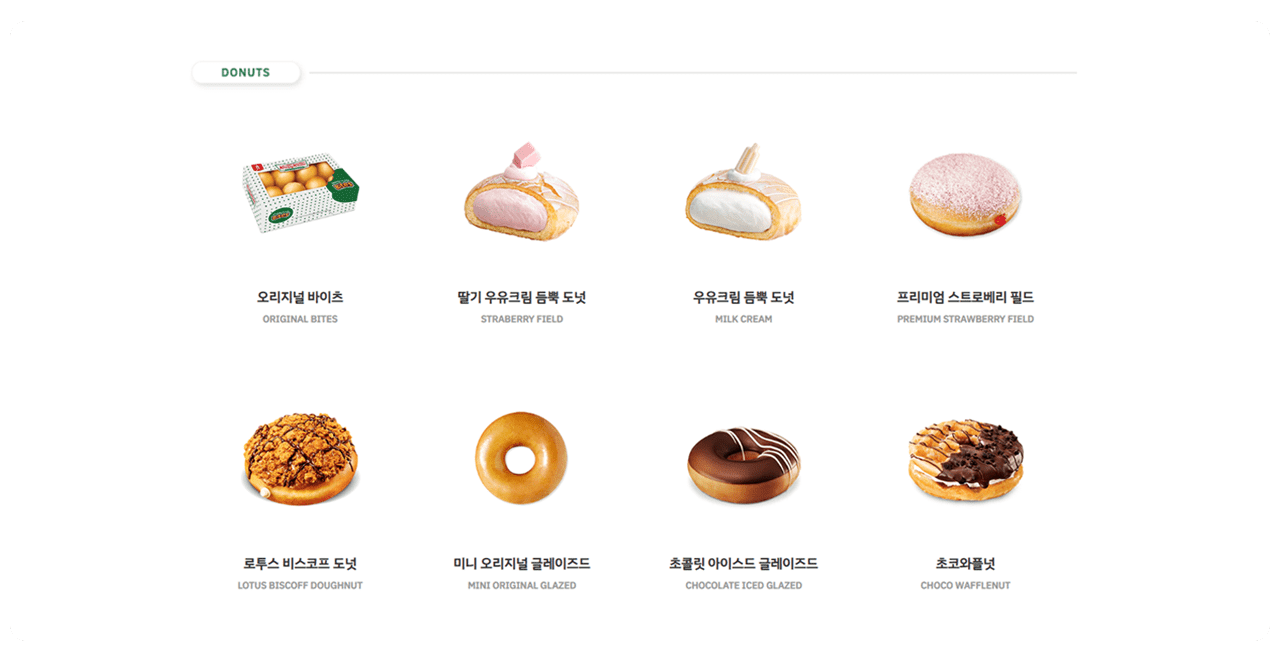 DONUTS
오리지널 바이츠
ORIGINAL BITES
딸기 우유크림 듬뿍 도넛
STRABERRY FIELD
우유크림 듬뿍 도넛
MILK CREAM
프리미엄 스트로베리 필드
PREMIUM STRAWBERRY FIELD
로투스 비스코프 도넛
LOTUS BISCOFF DOUGHNUT
미니 오리지널 글레이즈드
MINI ORIGINAL GLAZED
초콜릿 아이스드 글레이즈드
CHOCOLATE ICED GLAZED
초코와플넛
CHOCO WAFFLENUT